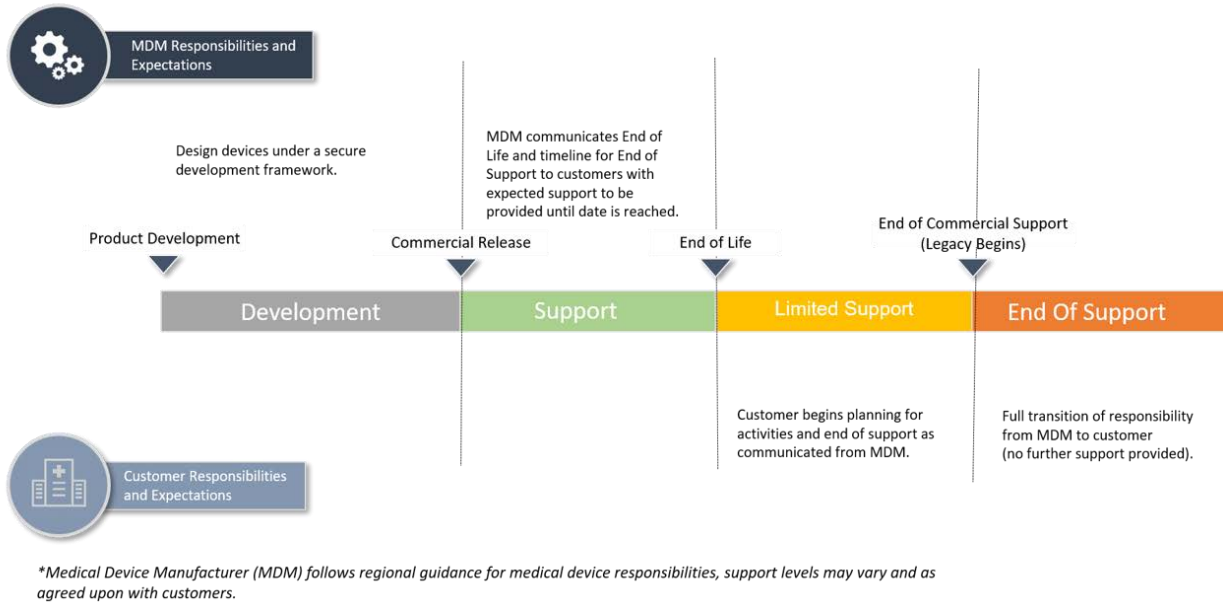 MDM Responsibilities and
Expectations
Design devices under a secure
development framework.
MDM communicates End of
Life and timeline for End of
Support to customers with
expected support to be
provided until date is reached.
Product Development
Commercial Release
End of Life
End of Commercial Support
(Legacy Begins)
Development
Support
Limited Support
End Of Support
Customer begins planning for
activities and end of support as
communicated from MDM.
Full transition of responsibility
from MDM to customer
(no further support provided).
Customer Responsibilities
and Expectations
*Medical Device Manufacturer (MDM) follows regional guidance for medical device responsibilities, support levels may vary and as
agreed upon with customers.